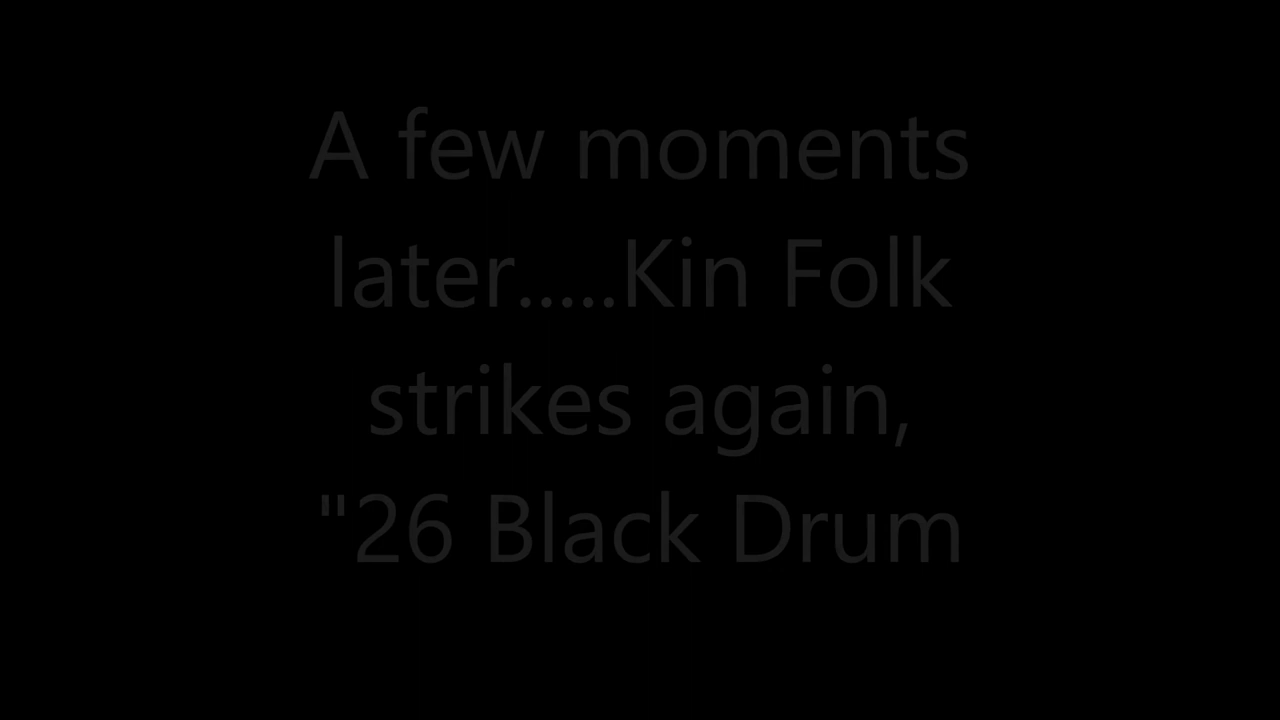 A few moments
later.....Kin Folk
strikes again,
"26 Black Drum